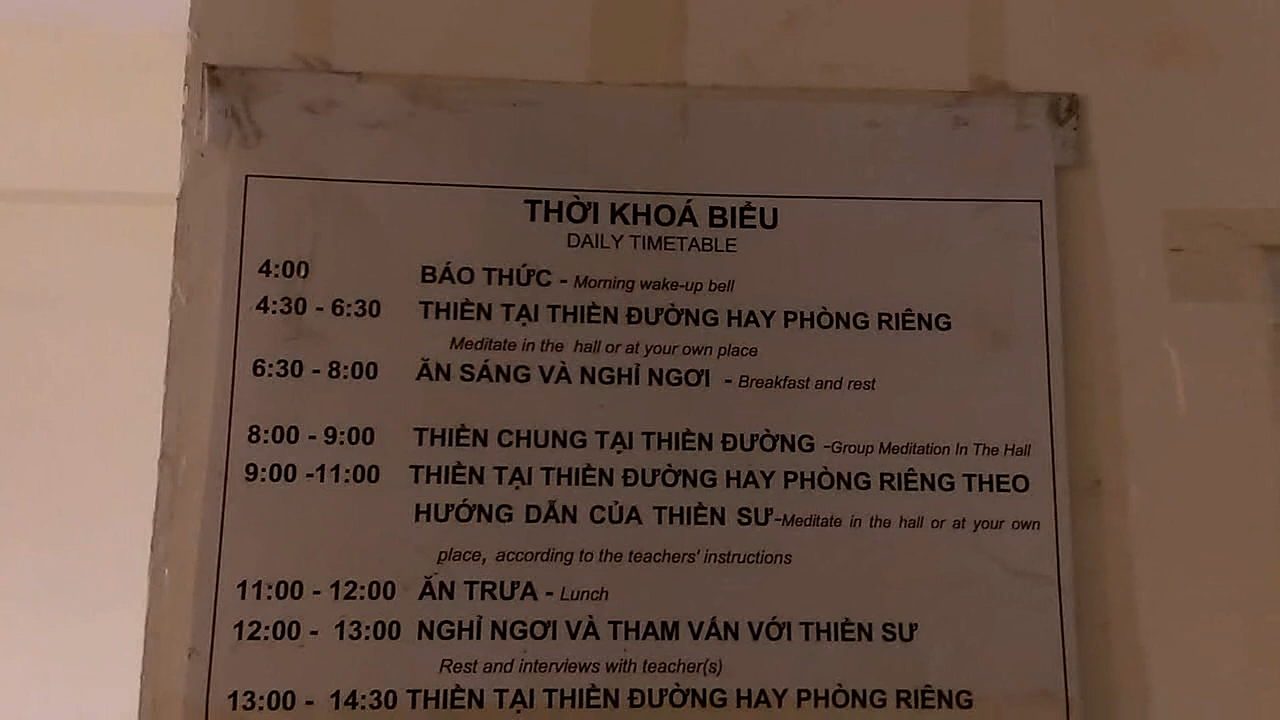 THỜI KHOÁ BIỂU
DAILY TIMETABLE
4:00 BÁO THỨC - Morning wake-up bell
4:30 - 6:30 THIỀN TẠI THIỀN ĐƯỜNG HAY PHÒNG RIÊNG
Meditate in the hall or at your own place
6:30 - 8:00 ĂN SÁNG VÀ NGHỈ NGƠI - Breakfast and rest
8:00 - 9:00 THIỀN CHUNG TẠI THIỀN ĐƯỜNG -Group Meditation In The Hall
9:00 -11:00 THIỀN TẠI THIỀN ĐƯỜNG HAY PHÒNG RIÊNG THEO
HƯỚNG DẪN CỦA THIỀN SƯ-Meditate in the hall or at your own
place, according to the teachers' instructions
11:00 - 12:00 ĂN TRƯA - Lunch
12:00 - 13:00 NGHỈ NGƠI VÀ THAM VẤN VỚI THIỀN SƯ
Rest and interviews with teacher(s)
13:00 - 14:30 THIỀN TẠI THIỀN ĐƯỜNG HAY PHÒNG RIÊNG